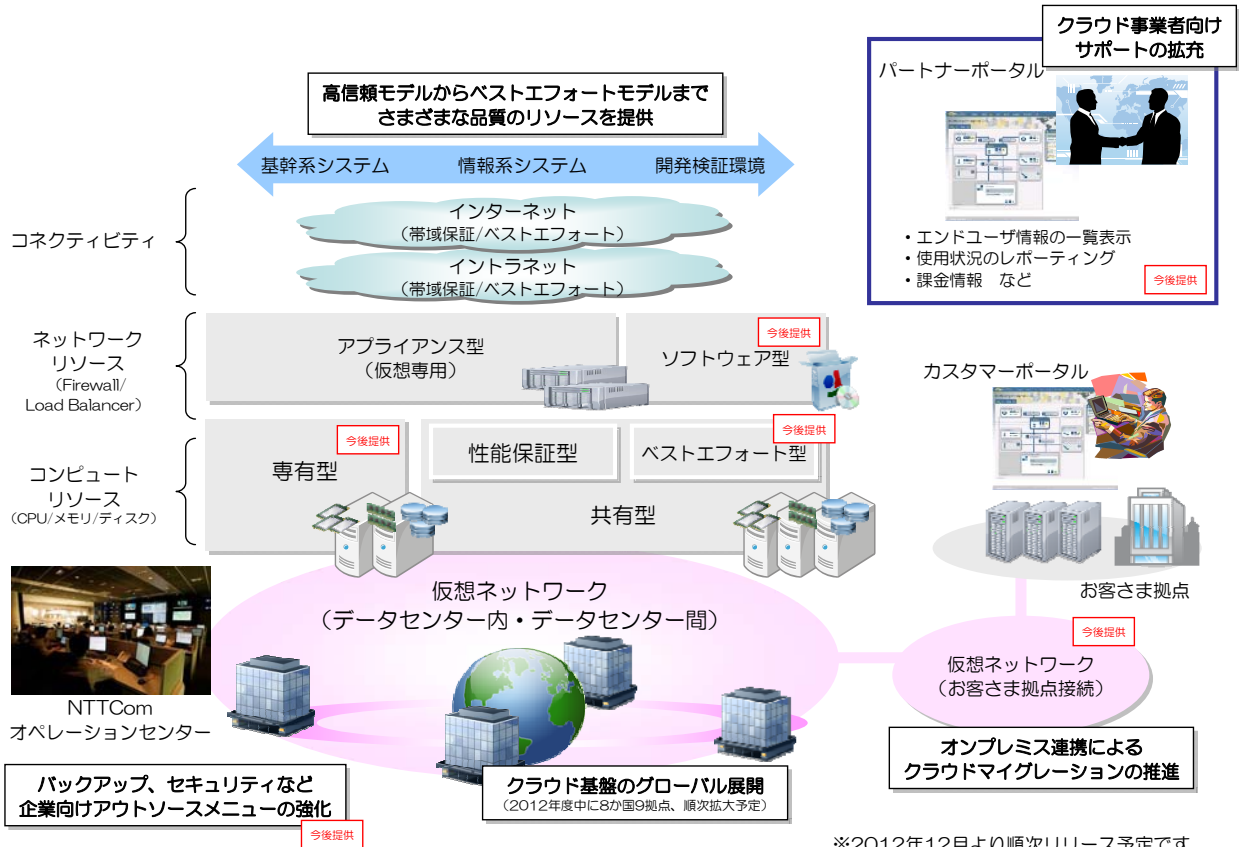 クラウド事業者向け
サポートの拡充
パートナーポータル
・エンドユーザ情報の一覧表示
・使用状況のレポーティング
・課金情報　など
今後提供
高信頼モデルからベストエフォートモデルまで
さまざまな品質のリソースを提供
基幹系システム
情報系システム
開発検証環境
コネクティビティ
インターネット
（帯域保証/ベストエフォート）
イントラネット
（帯域保証/ベストエフォート）
ネットワーク
リソース
（Firewall/
Load Balancer）
アプライアンス型
（仮想専用）
今後提供
ソフトウェア型
カスタマーポータル
コンピュート
リソース
（CPU/メモリ/ディスク）
今後提供
専有型
性能保証型
今後提供
ベストエフォート型
共有型
お客さま拠点
仮想ネットワーク
（データセンター内・データセンター間）
今後提供
仮想ネットワーク
（お客さま拠点接続）
NTTCom
オペレーションセンター
オンプレミス連携による
クラウドマイグレーションの推進
バックアップ、セキュリティなど
企業向けアウトソースメニューの強化
今後提供
クラウド基盤のグローバル展開
（2012年度中に8か国9拠点、順次拡大予定）
※2012年12月より順次リリース予定です